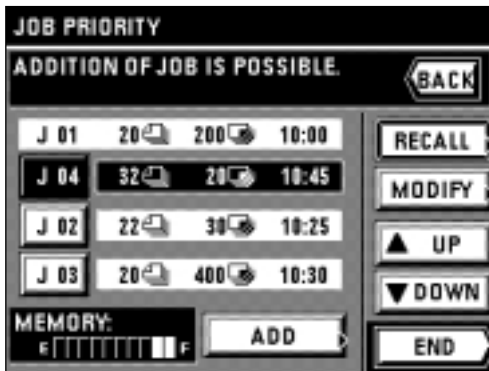 JOB PRIORITY
ADDITION OF JOB IS POSSIBLE.
BACK
J 01 20 200 10:00
RECALL
J 04 32 20 10:45
MODIFY
J 02 22 30 10:25
▲ UP
J 03 20 400 10:30
▼ DOWN
MEMORY:
E F
ADD
END